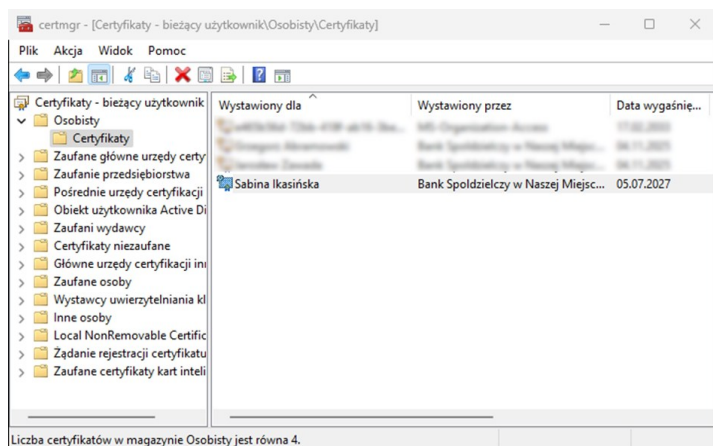 certmgr - [Certyfikaty - bieżący użytkownik\Osobisty\Certyfikaty]
Plik Akcja Widok Pomoc
Certyfikaty - bieżący użytkownik
Osobisty
Certyfikaty
Zaufane główne urzędy certy
Zaufanie przedsiębiorstwa
Pośrednie urzędy certyfikacji
Obiekt użytkownika Active Di
Zaufani wydawcy
Certyfikaty niezaufane
Główne urzędy certyfikacji inn
Zaufane osoby
Wystawcy uwierzytelniania kl
Inne osoby
Local NonRemovable Certific
Żądanie rejestracji certyfikatu
Zaufane certyfikaty kart inteli
Wystawiony dla Wystawiony przez Data wygaśnię...
Sabina Ikasińska Bank Spoldzielczy w Naszej Miejsc... 05.07.2027
Liczba certyfikatów w magazynie Osobisty jest równa 4.